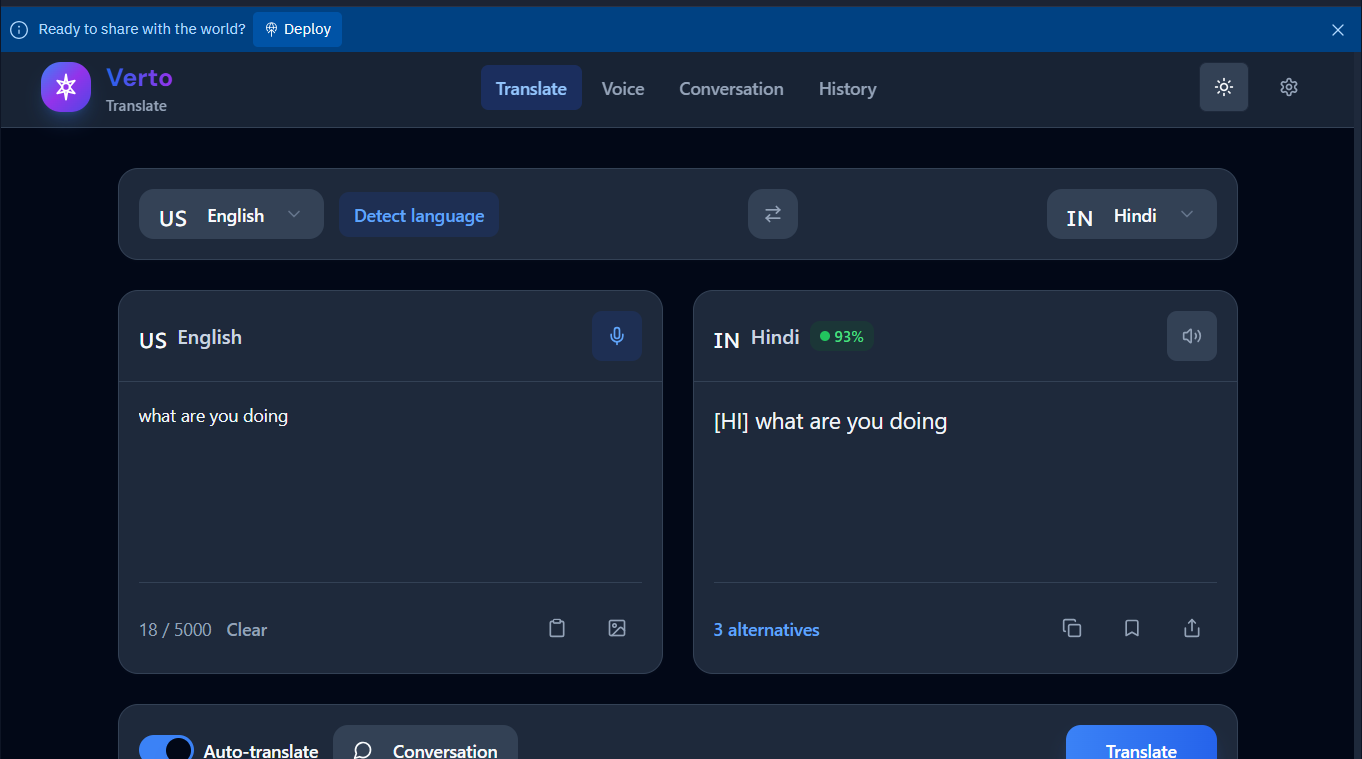 Ready to share with the world? Deploy
Verto
Translate
Translate Voice Conversation History
US English Detect language IN Hindi
US English
IN Hindi 93%
what are you doing
[HI] what are you doing
18 / 5000 Clear
3 alternatives
Auto-translate Conversation Translate